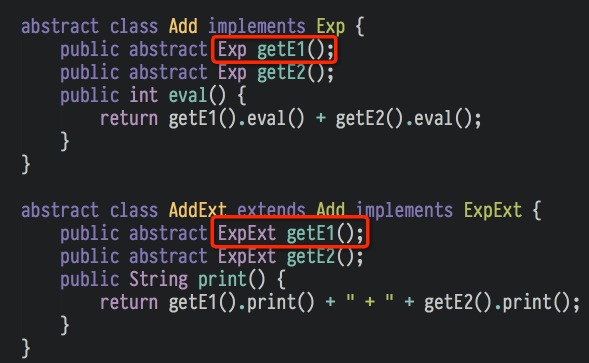 abstract class Add implements Exp {
    public abstract Exp getE1();
    public abstract Exp getE2();
    public int eval() {
        return getE1().eval() + getE2().eval();
    }
}

abstract class AddExt extends Add implements ExpExt {
    public abstract ExpExt getE1();
    public abstract ExpExt getE2();
    public String print() {
        return getE1().print() + " + " + getE2().print();
    }
}